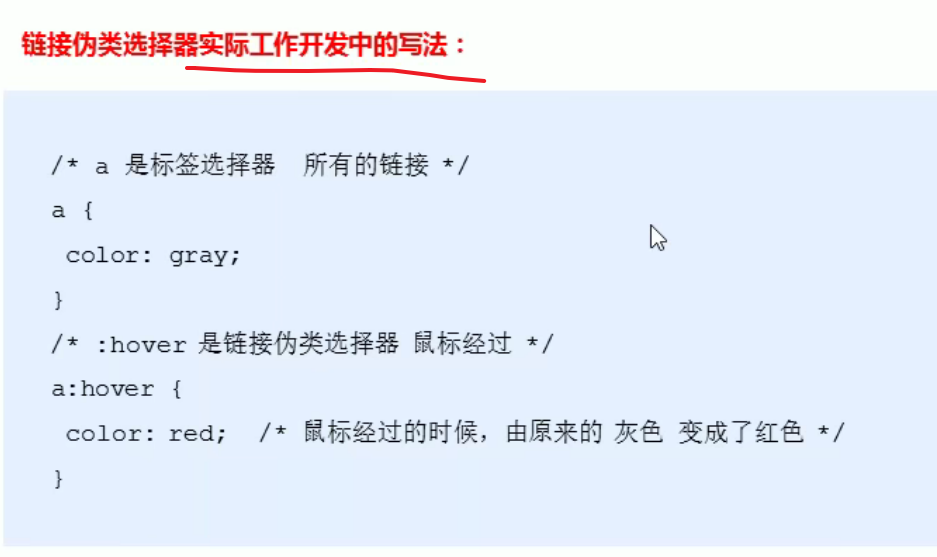 链接伪类选择器实际工作开发中的写法：
/* a 是标签选择器  所有的链接 */
a {
 color: gray;
}
/* :hover 是链接伪类选择器 鼠标经过 */
a:hover {
 color: red;  /* 鼠标经过的时候，由原来的 灰色 变成了红色 */
}